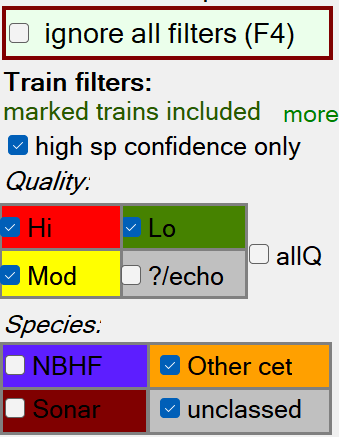 ignore all filters (F4)
Train filters:
marked trains included more
high sp confidence only
Quality:
Hi Lo
allQ
Mod ?/echo
Species:
NBHF Other cet
Sonar unclassed